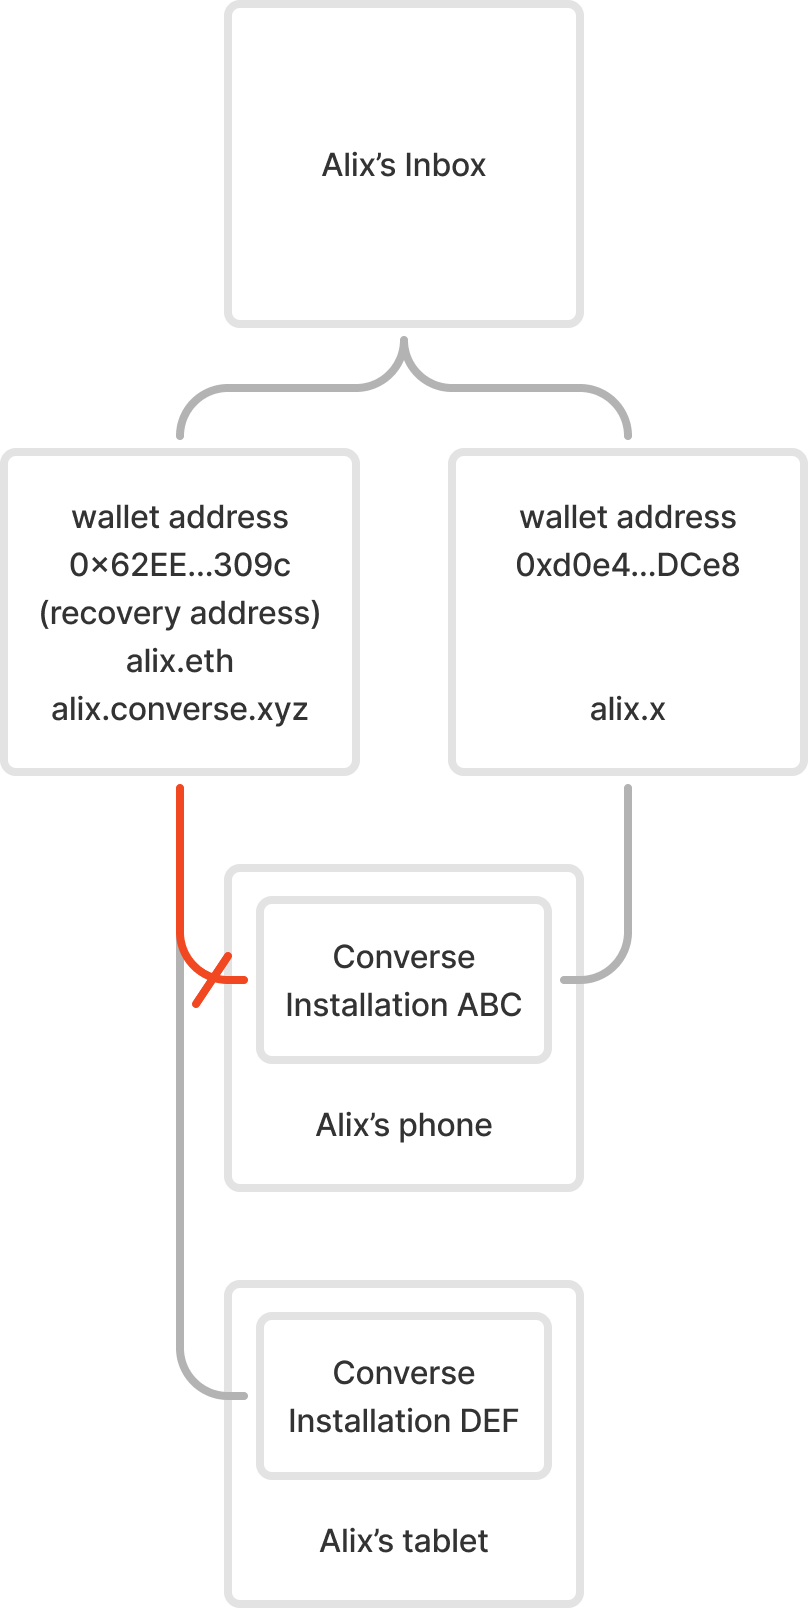 Alix’s Inbox
wallet address
0×62EE...309c
(recovery address)
alix.eth
alix.converse.xyz
wallet address
0xd0e4...DCe8
alix.x
Converse
Installation ABC
Alix’s phone
Converse
Installation DEF
Alix’s tablet